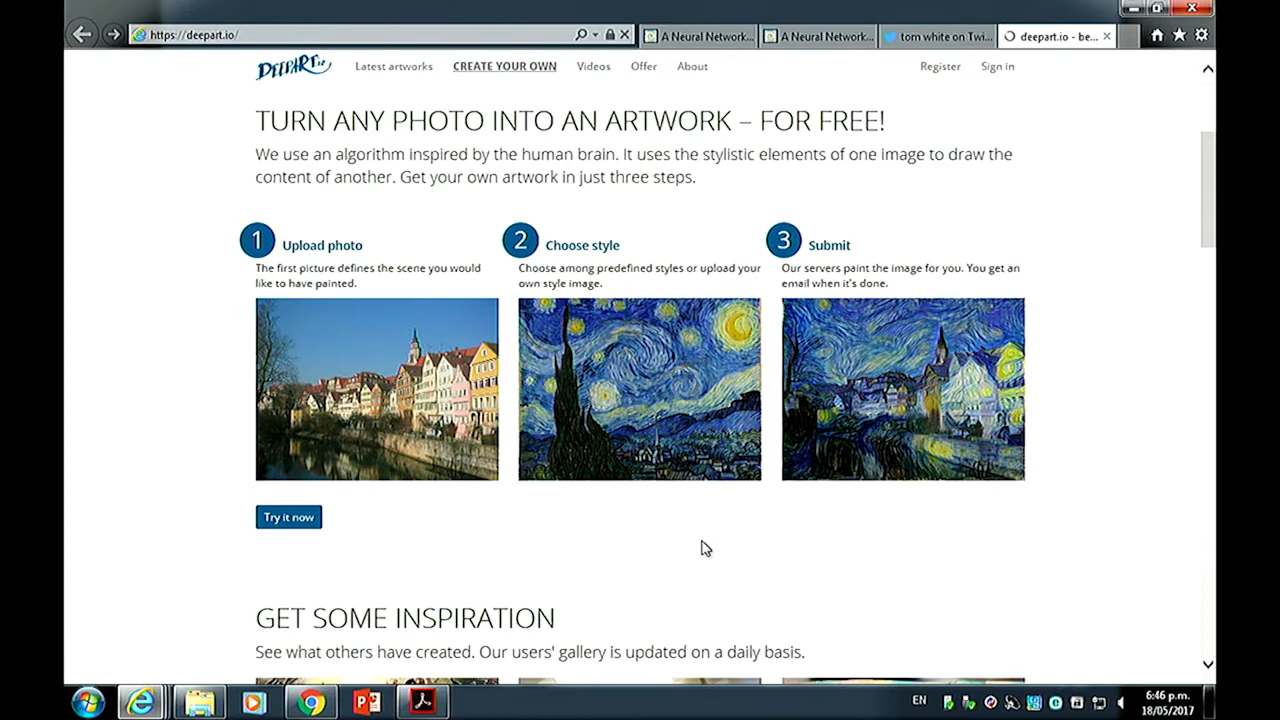 https://deepart.io/
A Neural Network...
A Neural Network...
tom white on Twi...
deepart.io - be...
DEEPART.io
Latest artworks
CREATE YOUR OWN
Videos
Offer
About
Register
Sign in
TURN ANY PHOTO INTO AN ARTWORK – FOR FREE!
We use an algorithm inspired by the human brain. It uses the stylistic elements of one image to draw the
content of another. Get your own artwork in just three steps.
1 Upload photo
The first picture defines the scene you would
like to have painted.
2 Choose style
Choose among predefined styles or upload your
own style image.
3 Submit
Our servers paint the image for you. You get an
email when it's done.
Try it now
GET SOME INSPIRATION
See what others have created. Our users' gallery is updated on a daily basis.
EN
6:46 p.m.
18/05/2017